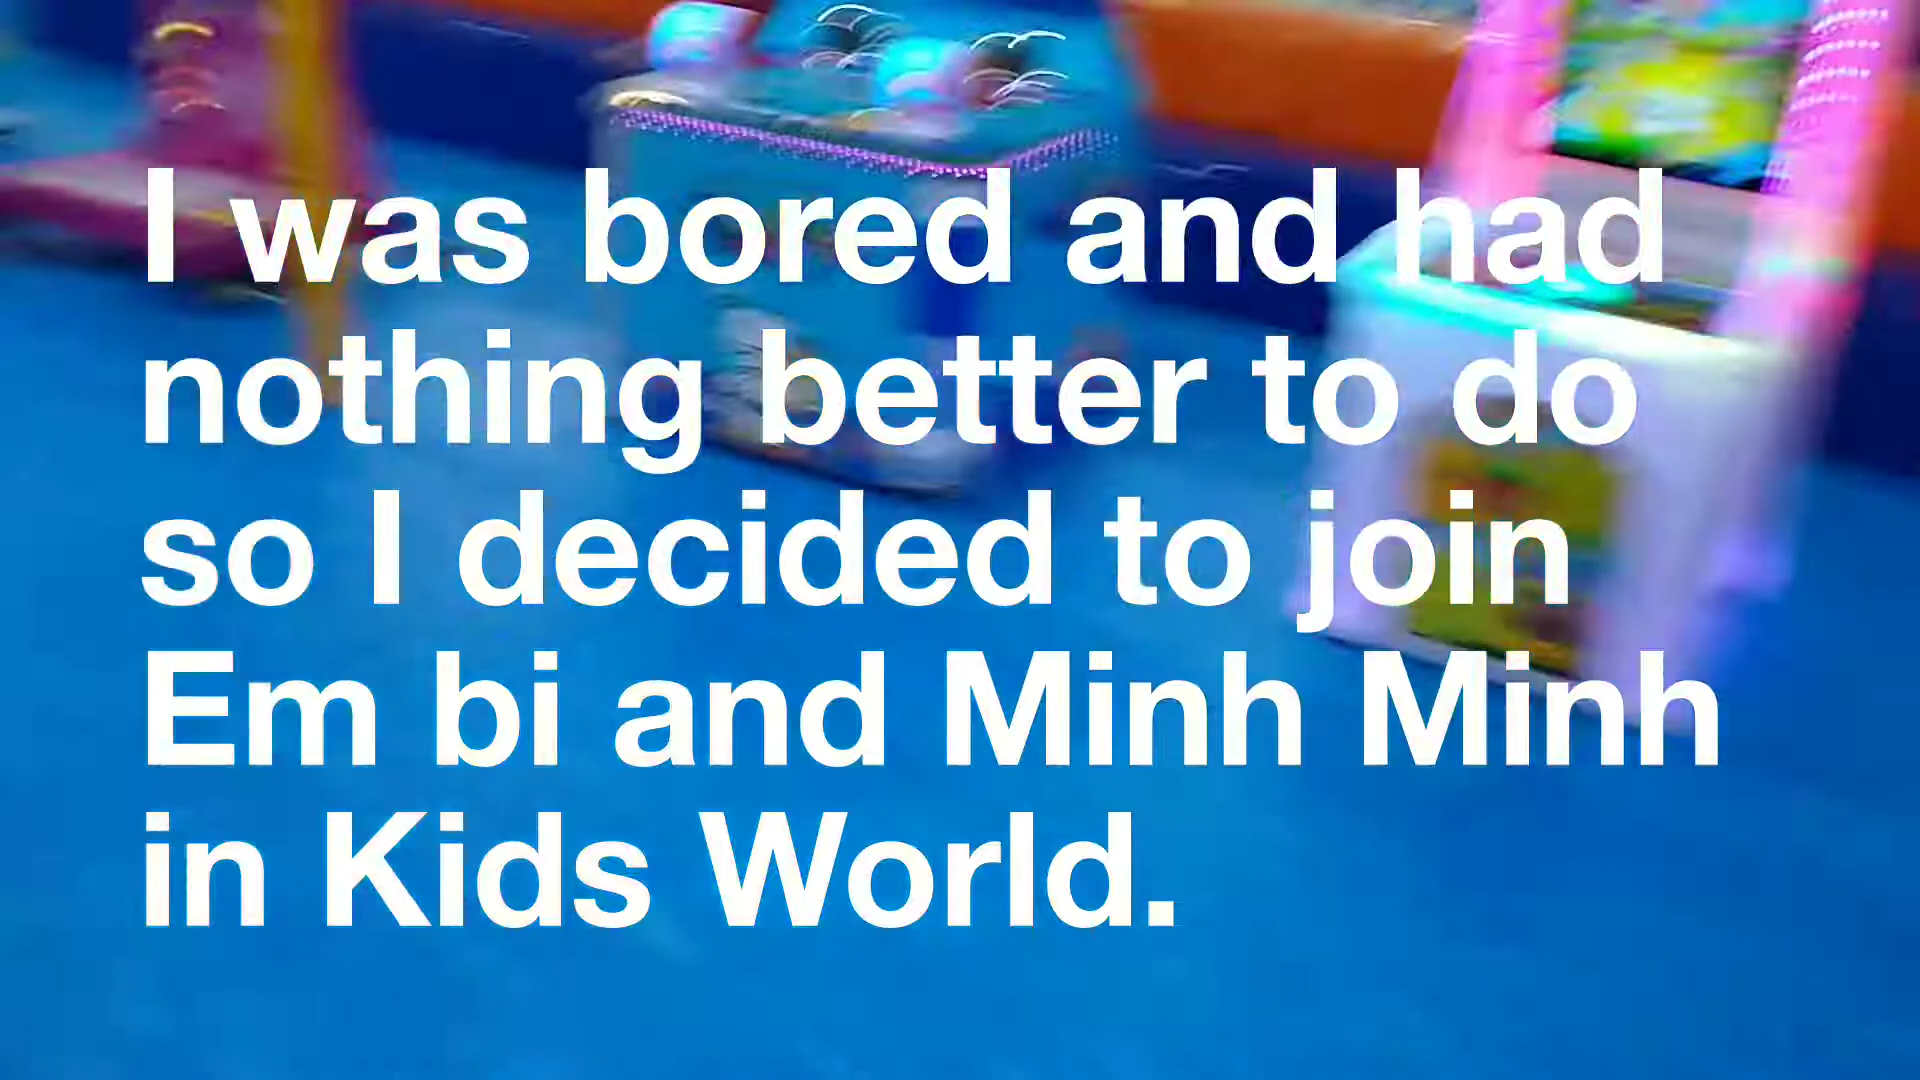 I was bored and had
nothing better to do
so I decided to join
Em bi and Minh Minh
in Kids World.